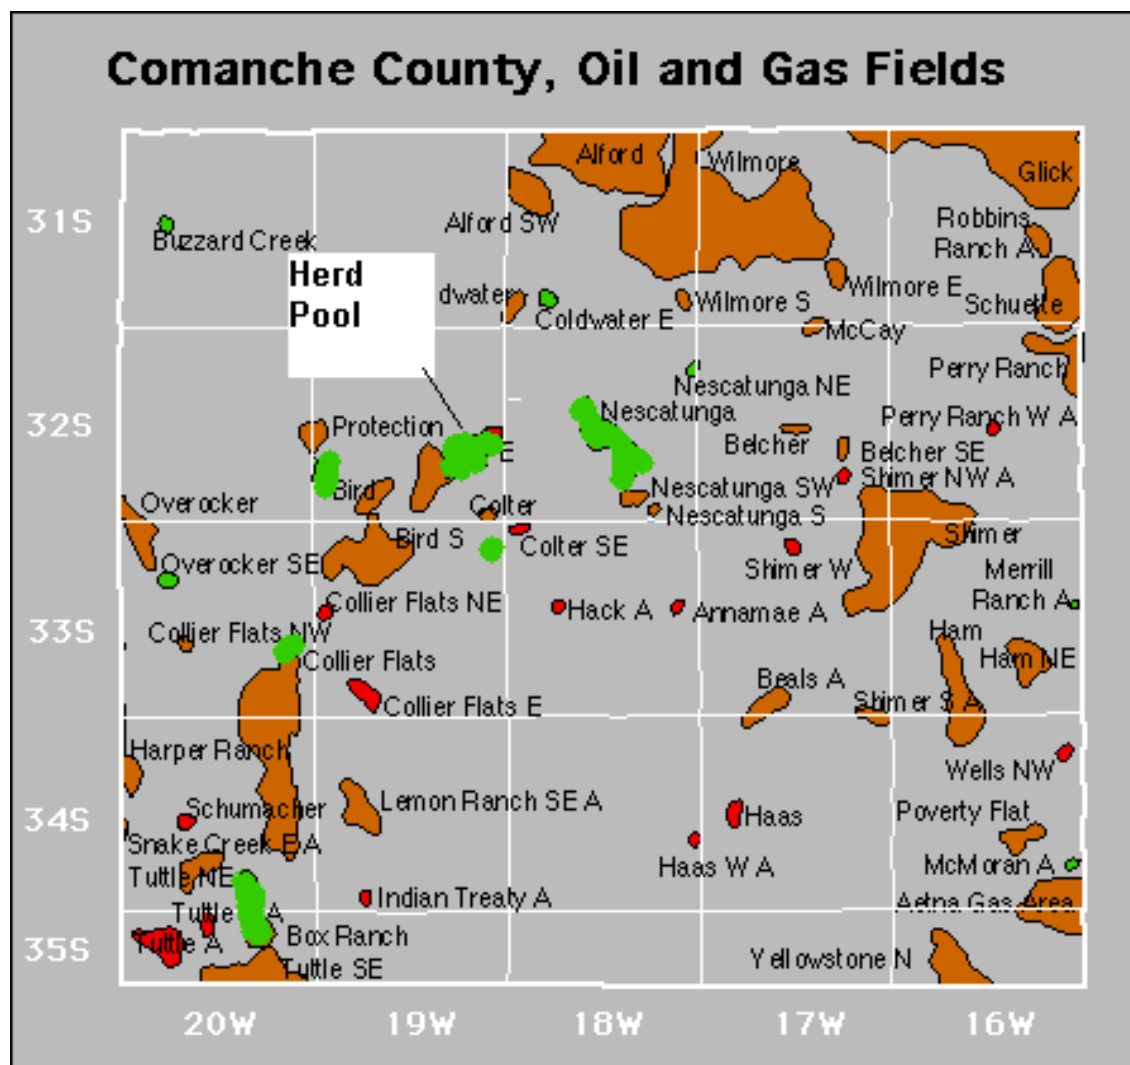 Comanche County, Oil and Gas Fields
Alford
Wilmore
Glick
31S
Alford SW
Robbins
Ranch A
Buzzard Creek
Herd
Pool
dwater
Coldwater E
Wilmore S
Wilmore E
Schuette
McCay
Perry Ranch
Nescatunga NE
32S
Protection
Nescatunga
Perry Ranch W A
E
Belcher
Belcher SE
Bird
Nescatunga SW
Shimer NW A
Overocker
Colter
Nescatunga S
Bird S
Colter SE
Shimer
Overocker SE
Shimer W
Merrill
Ranch A
33S
Collier Flats NE
Hack A
Annamae A
Collier Flats NW
Ham
Collier Flats
Ham NE
Beals A
Collier Flats E
Shimer S A
Harper Ranch
Wells NW
34S
Schumacher
Lemon Ranch SE A
Haas
Poverty Flat
Snake Creek E A
Haas W A
McMoran A
Tuttle NE
Indian Treaty A
Aetna Gas Area
Tuttle A
35S
Tuttle A
Box Ranch
Yellowstone N
Tuttle SE
20W 19W 18W 17W 16W